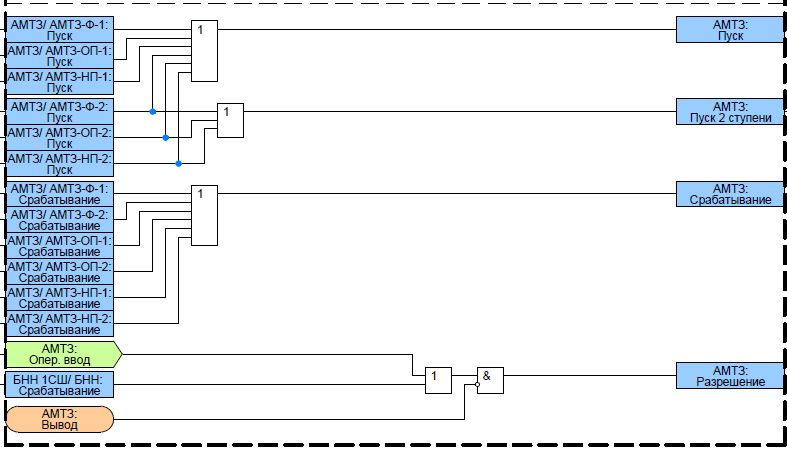 АМТЗ/ АМТЗ-Ф-1:
Пуск
АМТЗ/ АМТЗ-ОП-1:
Пуск
АМТЗ/ АМТЗ-НП-1:
Пуск
1
АМТЗ:
Пуск
АМТЗ/ АМТЗ-Ф-2:
Пуск
АМТЗ/ АМТЗ-ОП-2:
Пуск
АМТЗ/ АМТЗ-НП-2:
Пуск
1
АМТЗ:
Пуск 2 ступени
АМТЗ/ АМТЗ-Ф-1:
Срабатывание
АМТЗ/ АМТЗ-Ф-2:
Срабатывание
АМТЗ/ АМТЗ-ОП-1:
Срабатывание
АМТЗ/ АМТЗ-ОП-2:
Срабатывание
АМТЗ/ АМТЗ-НП-1:
Срабатывание
АМТЗ/ АМТЗ-НП-2:
Срабатывание
1
АМТЗ:
Срабатывание
АМТЗ:
Опер. ввод
БНН 1СШ/ БНН:
Срабатывание
АМТЗ:
Вывод
1
&
АМТЗ:
Разрешение